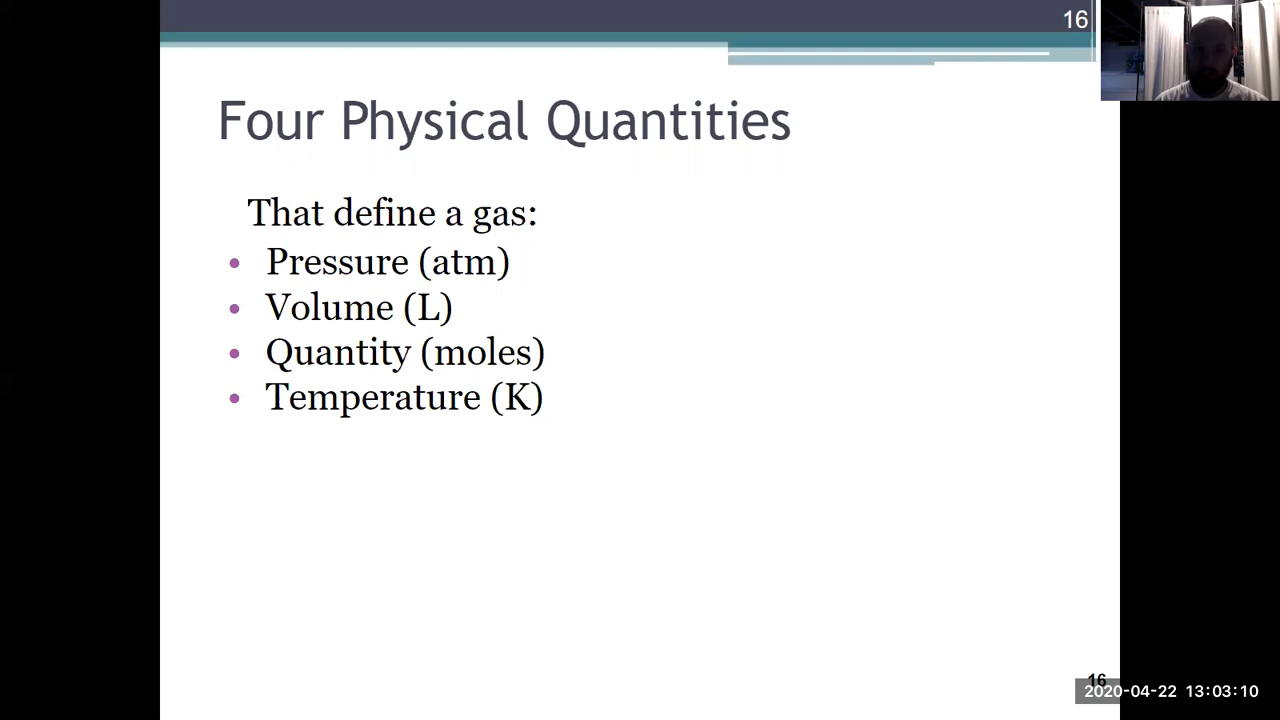 16
Four Physical Quantities
That define a gas:
• Pressure (atm)
• Volume (L)
• Quantity (moles)
• Temperature (K)
16
2020-04-22 13:03:10